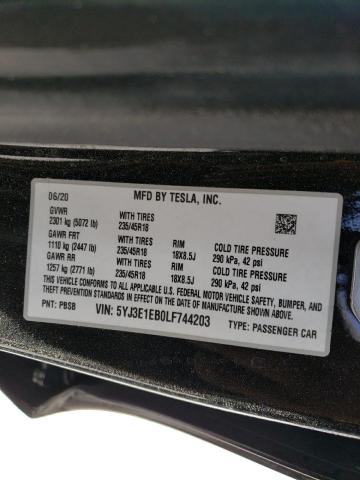 06/20 MFD BY TESLA, INC.
GVWR WITH TIRES
2301 kg (5072 lb) 235/45R18
GAWR FRT WITH TIRES RIM COLD TIRE PRESSURE
1110 kg (2447 lb) 235/45R18 18X8.5J 290 kPa, 42 psi
GAWR RR WITH TIRES RIM COLD TIRE PRESSURE
1257 kg (2771 lb) 235/45R18 18X8.5J 290 kPa, 42 psi
THIS VEHICLE CONFORMS TO ALL APPLICABLE U.S. FEDERAL MOTOR VEHICLE SAFETY, BUMPER, AND
THEFT PREVENTION STANDARDS IN EFFECT ON THE DATE OF MANUFACTURE SHOWN ABOVE.
PNT: PBSB VIN: 5YJ3E1EB0LF744203 TYPE: PASSENGER CAR